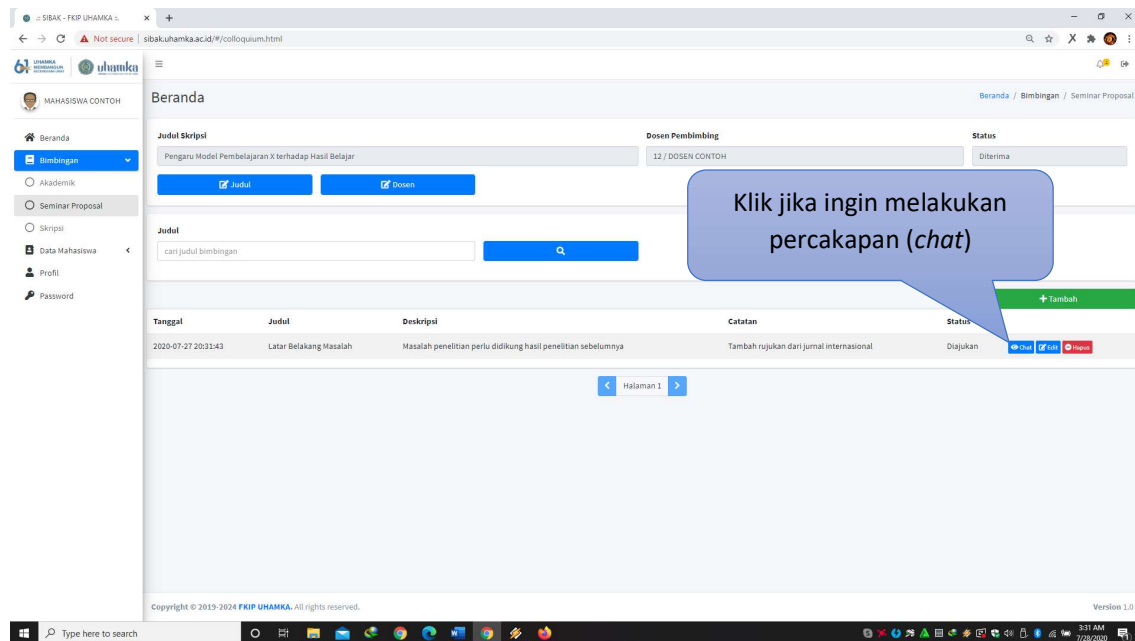 .:: SIBAK - FKIP UHAMKA ::.
Not secure | sibak.uhamka.ac.id/#/colloquium.html
61 UHAMKA
uhamka
MAHASISWA CONTOH
Beranda
Bimbingan
Akademik
Seminar Proposal
Skripsi
Data Mahasiswa
Profil
Password
Beranda
Beranda / Bimbingan / Seminar Proposal
Judul Skripsi
Dosen Pembimbing
Status
Pengaru Model Pembelajaran X terhadap Hasil Belajar
12 / DOSEN CONTOH
Diterima
Judul
Dosen
Klik jika ingin melakukan
percakapan (chat)
Judul
cari judul bimbingan
Tambah
Tanggal
Judul
Deskripsi
Catatan
Status
2020-07-27 20:31:43
Latar Belakang Masalah
Masalah penelitian perlu didikung hasil penelitian sebelumnya
Tambah rujukan dari jurnal internasional
Diajukan
Chat
Edit
Hapus
Halaman 1
Copyright © 2019-2024 FKIP UHAMKA. All rights reserved.
Version 1.0
Type here to search
3:31 AM
7/28/2020